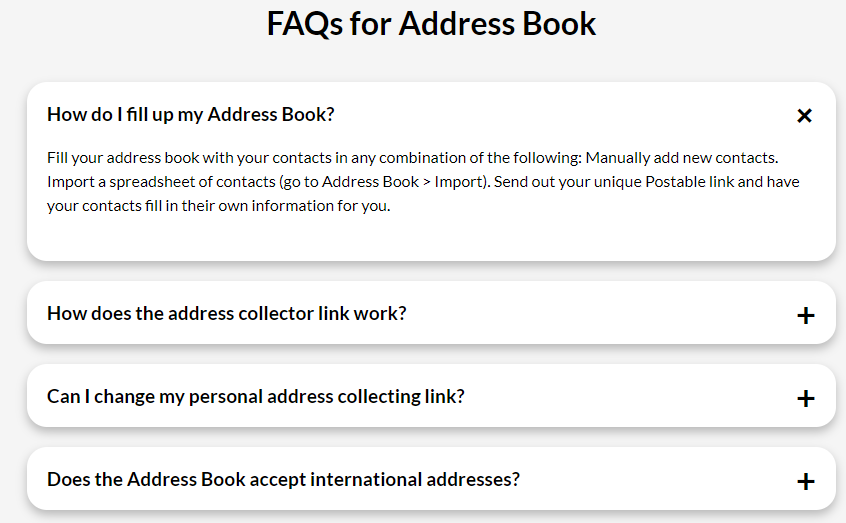 FAQs for Address Book
How do I fill up my Address Book?
Fill your address book with your contacts in any combination of the following: Manually add new contacts.
Import a spreadsheet of contacts (go to Address Book > Import). Send out your unique Postable link and have
your contacts fill in their own information for you.
How does the address collector link work?
Can I change my personal address collecting link?
Does the Address Book accept international addresses?